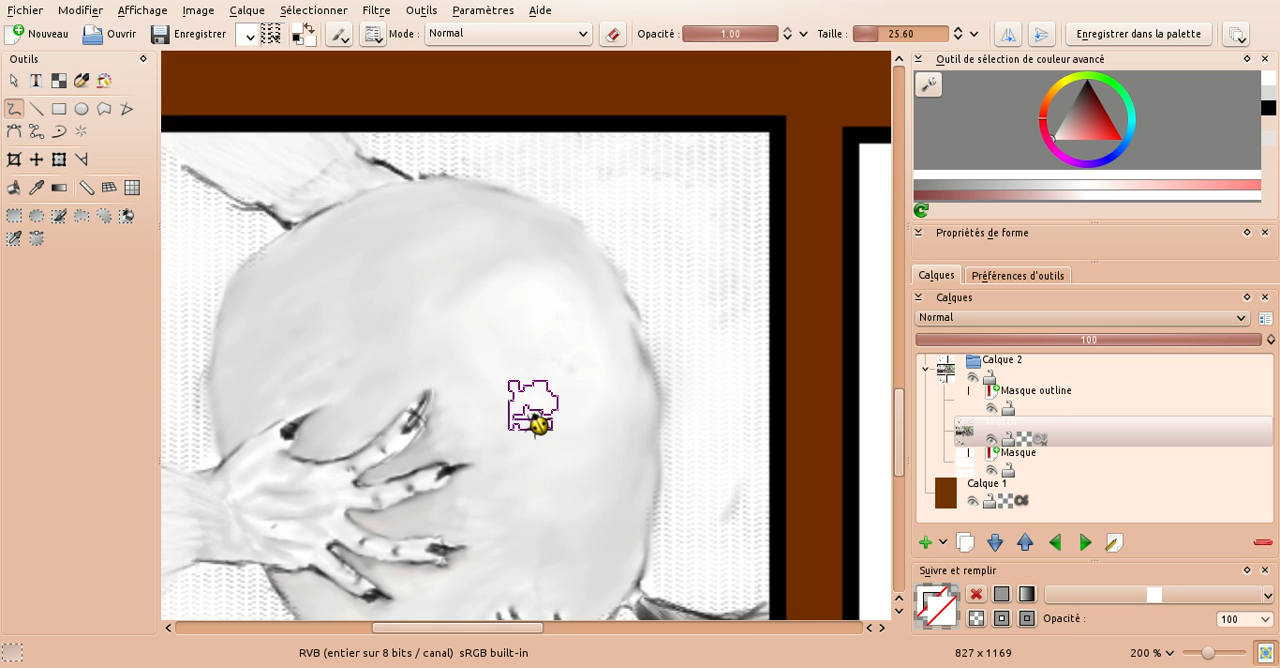 Fichier Modifier Affichage Image Calque Sélectionner Filtre Outils Paramètres Aide
Nouveau Ouvrir Enregistrer Mode : Normal Opacité : 1.00 Taille : 25.60 Enregistrer dans la palette
Outils
Outil de sélection de couleur avancé
Propriétés de forme
Calques Préférences d'outils
Calques
Normal
100
Calque 2
Masque outline
Masque
Calque 1
Suivre et remplir
Opacité : 100
RVB (entier sur 8 bits / canal) sRGB built-in 827 x 1169 200 %